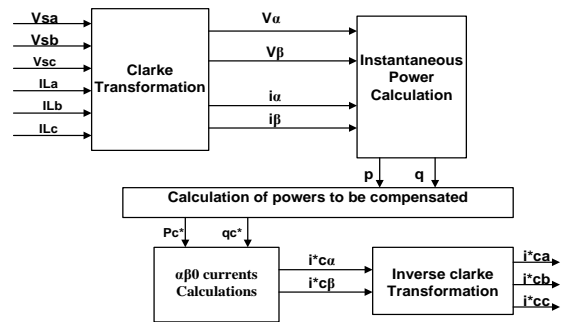 Vsa
Vsb
Vsc
ILa
ILb
ILc
Clarke
Transformation
Vα
Vβ
iα
iβ
Instantaneous
Power
Calculation
p
q
Calculation of powers to be compensated
Pc*
qc*
αβ0 currents
Calculations
i*cα
i*cβ
Inverse clarke
Transformation
i*ca
i*cb
i*cc